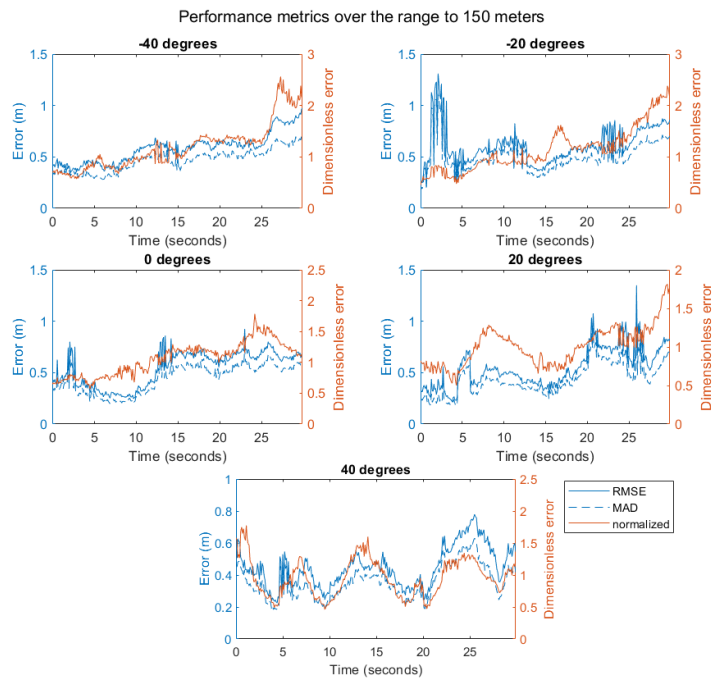 Performance metrics over the range to 150 meters
-40 degrees
1.5
1
0.5
0
Error (m)
3
2
1
0
Dimensionless error
0 5 10 15 20 25
Time (seconds)
-20 degrees
1.5
1
0.5
0
Error (m)
3
2
1
0
Dimensionless error
0 5 10 15 20 25
Time (seconds)
0 degrees
1.5
1
0.5
0
Error (m)
2.5
2
1.5
1
0.5
0
Dimensionless error
0 5 10 15 20 25
Time (seconds)
20 degrees
1.5
1
0.5
0
Error (m)
2
1.5
1
0.5
0
Dimensionless error
0 5 10 15 20 25
Time (seconds)
40 degrees
1
0.8
0.6
0.4
0.2
0
Error (m)
2.5
2
1.5
1
0.5
0
Dimensionless error
0 5 10 15 20 25
Time (seconds)
RMSE
MAD
normalized